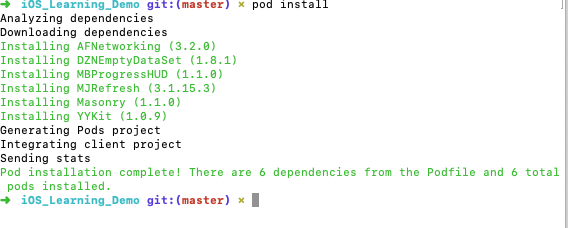 ➜ iOS_Learning_Demo git:(master) × pod install
Analyzing dependencies
Downloading dependencies
Installing AFNetworking (3.2.0)
Installing DZNEmptyDataSet (1.8.1)
Installing MBProgressHUD (1.1.0)
Installing MJRefresh (3.1.15.3)
Installing Masonry (1.1.0)
Installing YYKit (1.0.9)
Generating Pods project
Integrating client project
Sending stats
Pod installation complete! There are 6 dependencies from the Podfile and 6 total
pods installed.
➜ iOS_Learning_Demo git:(master) ×